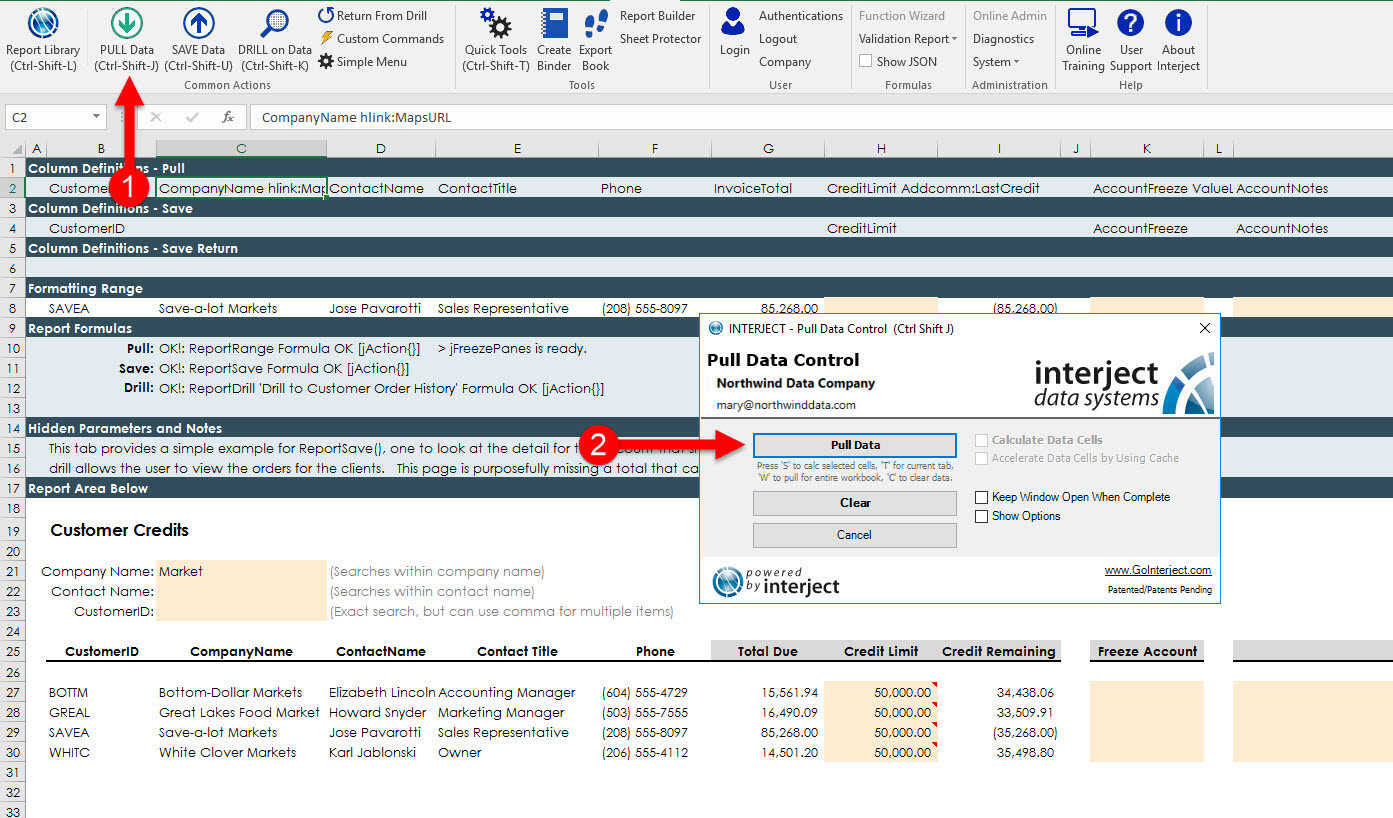 Report Library
(Ctrl-Shift-L)
PULL Data
(Ctrl-Shift-J)
SAVE Data
(Ctrl-Shift-U)
DRILL on Data
(Ctrl-Shift-K)
Return From Drill
Custom Commands
Simple Menu
Common Actions
Quick Tools
(Ctrl-Shift-T)
Create
Binder
Export
Book
Report Builder
Sheet Protector
Tools
Login
Authentications
Logout
Company
User
Function Wizard
Validation Report
Show JSON
Formulas
Online Admin
Diagnostics
System
Administration
Online
Training
User
Support
About
Interject
Help
C2 fx CompanyName hlink:MapsURL
A B C D E F G H I J K L
1 Column Definitions - Pull
2 CompanyName hlink:Map ContactName ContactTitle Phone InvoiceTotal CreditLimit Addcomm:LastCredit AccountFreeze AccountNotes
3 Column Definitions - Save
4 CustomerID CreditLimit AccountFreeze AccountNotes
5 Column Definitions - Save Return
6
7 Formatting Range
8 SAVEA Save-a-lot Markets Jose Pavarotti Sales Representative (208) 555-8097 85,268.00 (85,268.00)
9 Report Formulas
10 Pull: OK!: ReportRange Formula OK [jAction{}] > jFreezePanes is ready.
11 Save: OK!: ReportSave Formula OK [jAction{}]
12 Drill: OK!: ReportDrill 'Drill to Customer Order History' Formula OK [jAction{}]
13
14 Hidden Parameters and Notes
15 This tab provides a simple example for ReportSave(), one to look at the detail for
16 drill allows the user to view the orders for the clients. This page is purposefully missing a total that ca
17 Report Area Below
1
2
INTERJECT - Pull Data Control (Ctrl Shift J)
Pull Data Control
Northwind Data Company
mary@northwinddata.com
interject
data systems
Pull Data
Press 'S' to calc selected cells, 'T' for current tab,
'W' to pull for entire workbook, 'C' to clear data.
Clear
Cancel
Calculate Data Cells
Accelerate Data Cells by Using Cache
Keep Window Open When Complete
Show Options
powered
by interject
www.GoInterject.com
Patented/Patents Pending
18
19 Customer Credits
20
21 Company Name: Market (Searches within company name)
22 Contact Name: (Searches within contact name)
23 CustomerID: (Exact search, but can use comma for multiple items)
24
25 CustomerID CompanyName ContactName Contact Title Phone Total Due Credit Limit Credit Remaining Freeze Account
26
27 BOTTM Bottom-Dollar Markets Elizabeth Lincoln Accounting Manager (604) 555-4729 15,561.94 50,000.00 34,438.06
28 GREAL Great Lakes Food Market Howard Snyder Marketing Manager (503) 555-7555 16,490.09 50,000.00 33,509.91
29 SAVEA Save-a-lot Markets Jose Pavarotti Sales Representative (208) 555-8097 85,268.00 50,000.00 (35,268.00)
30 WHITC White Clover Markets Karl Jablonski Owner (206) 555-4112 14,501.20 50,000.00 35,498.80
31
32
33